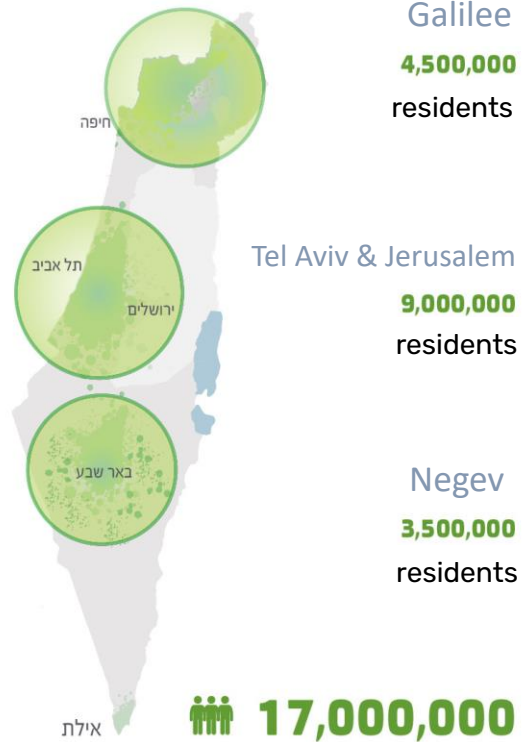 Galilee
4,500,000
residents
חיפה
Tel Aviv & Jerusalem
תל אביב
9,000,000
ירושלים
residents
באר שבע
Negev
3,500,000
residents
אילת
17,000,000